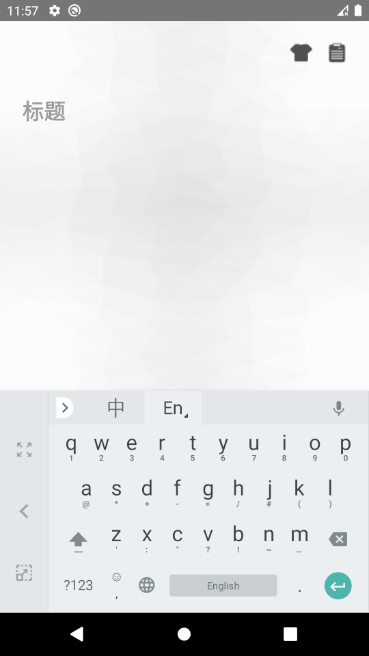 11:57
标题
中 En
q w e r t y u i o p
1 2 3 4 5 6 7 8 9 0
a s d f g h j k l
@ * + - = / # ( )
z x c v b n m
' : " ? ! ~ …
?123 , English .